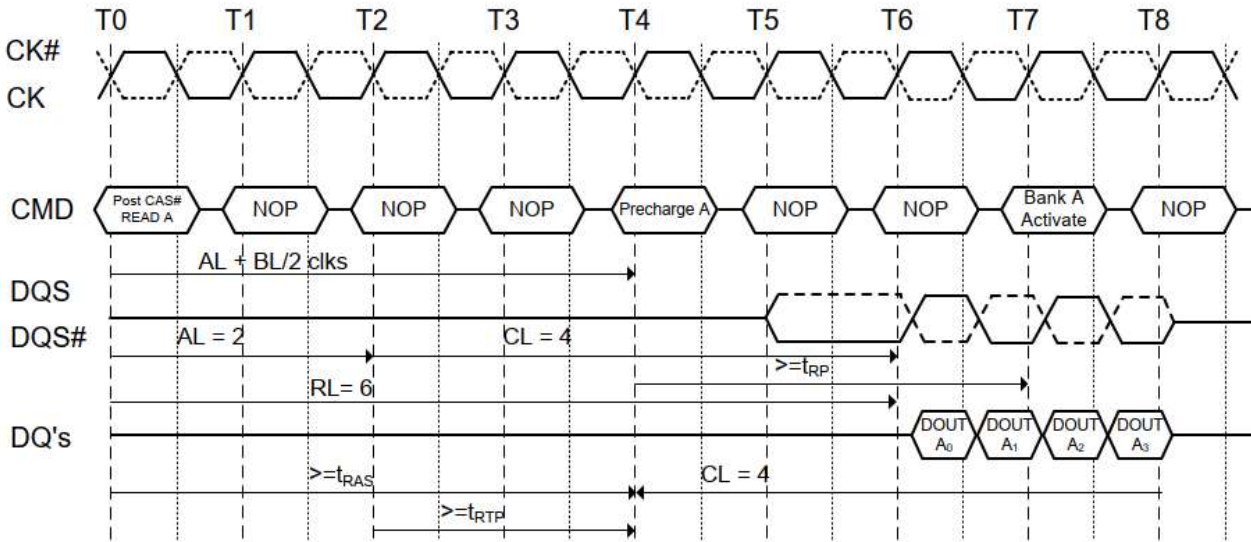 T0 T1 T2 T3 T4 T5 T6 T7 T8
CK#
CK
CMD
Post CAS#
READ A
NOP
NOP
NOP
Precharge A
NOP
NOP
Bank A
Activate
NOP
AL + BL/2 clks
DQS
DQS#
AL = 2
CL = 4
>=tRP
RL= 6
DQ's
DOUT
A0
DOUT
A1
DOUT
A2
DOUT
A3
>=tRAS
CL = 4
>=tRTP